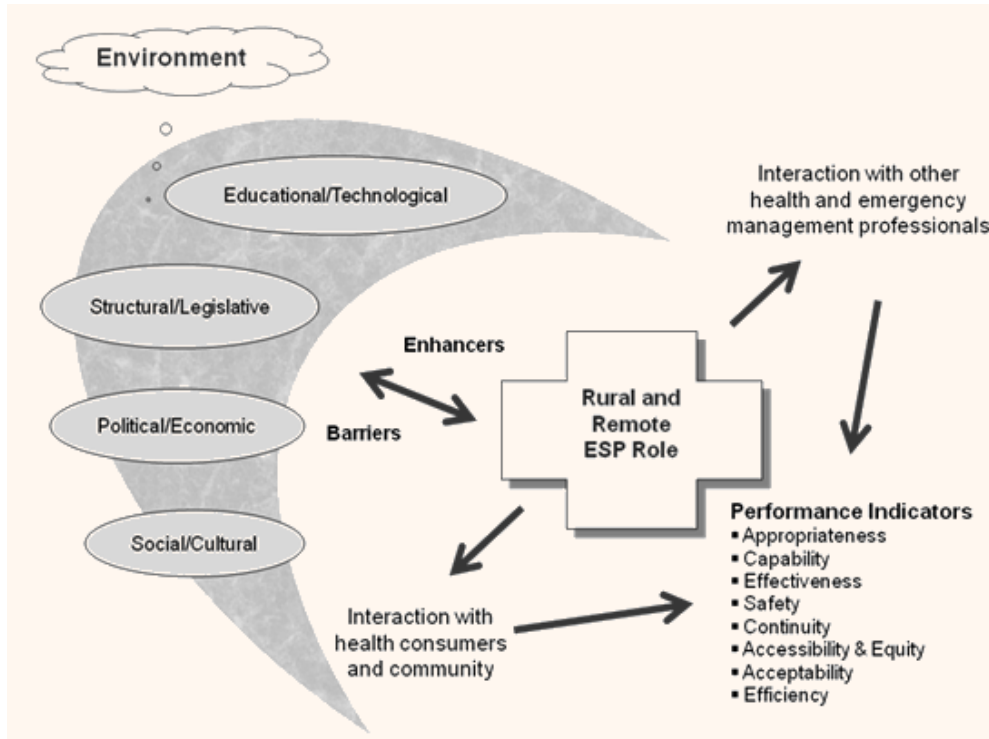 Environment
Educational/Technological
Structural/Legislative
Political/Economic
Social/Cultural
Enhancers
Barriers
Rural and
Remote
ESP Role
Interaction with other
health and emergency
management professionals
Interaction with
health consumers
and community
Performance Indicators
▪ Appropriateness
▪ Capability
▪ Effectiveness
▪ Safety
▪ Continuity
▪ Accessibility & Equity
▪ Acceptability
▪ Efficiency